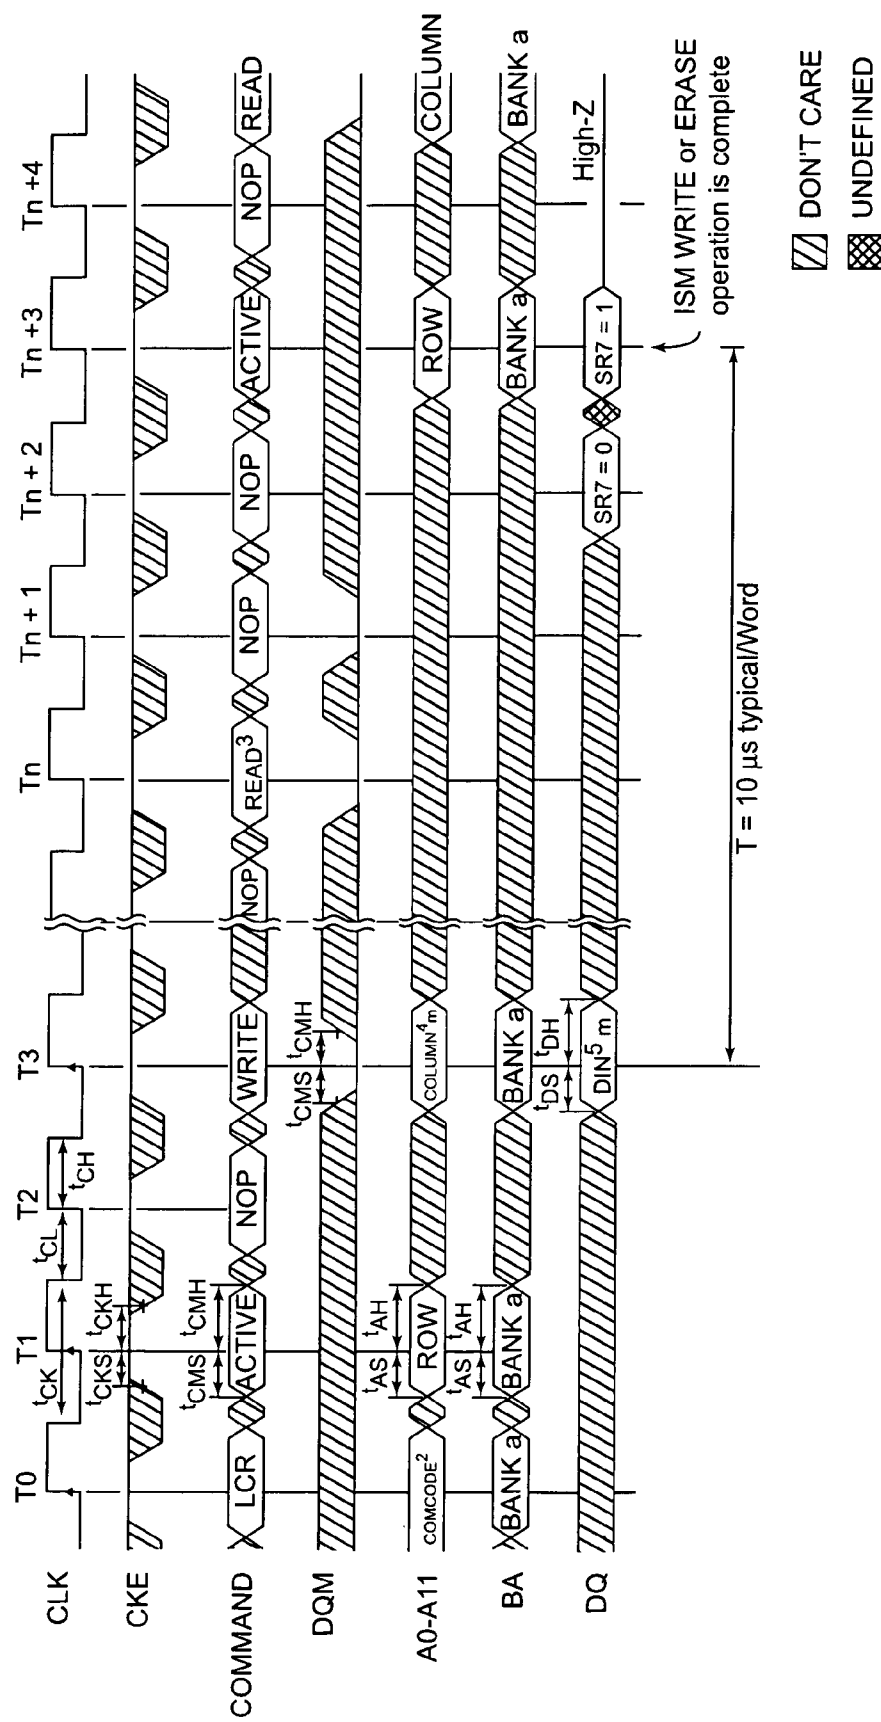 T0 T1 T2 T3 Tn Tn + 1 Tn + 2 Tn +3 Tn +4
tCK tCL tCH
CLK
tCKS tCKH
CKE
tCMS tCMH
COMMAND LCR ACTIVE NOP WRITE NOP READ³ NOP NOP ACTIVE NOP READ
tCMS tCMH
DQM
tAS tAH
A0-A11 COMCODE² ROW COLUMN⁴m ROW COLUMN
tAS tAH
BA BANK a BANK a BANK a BANK a BANK a
tDS tDH
DQ DIN⁵ m SR7 = 0 SR7 = 1 High-Z
ISM WRITE or ERASE
operation is complete
T = 10 µs typical/Word
DON'T CARE
UNDEFINED